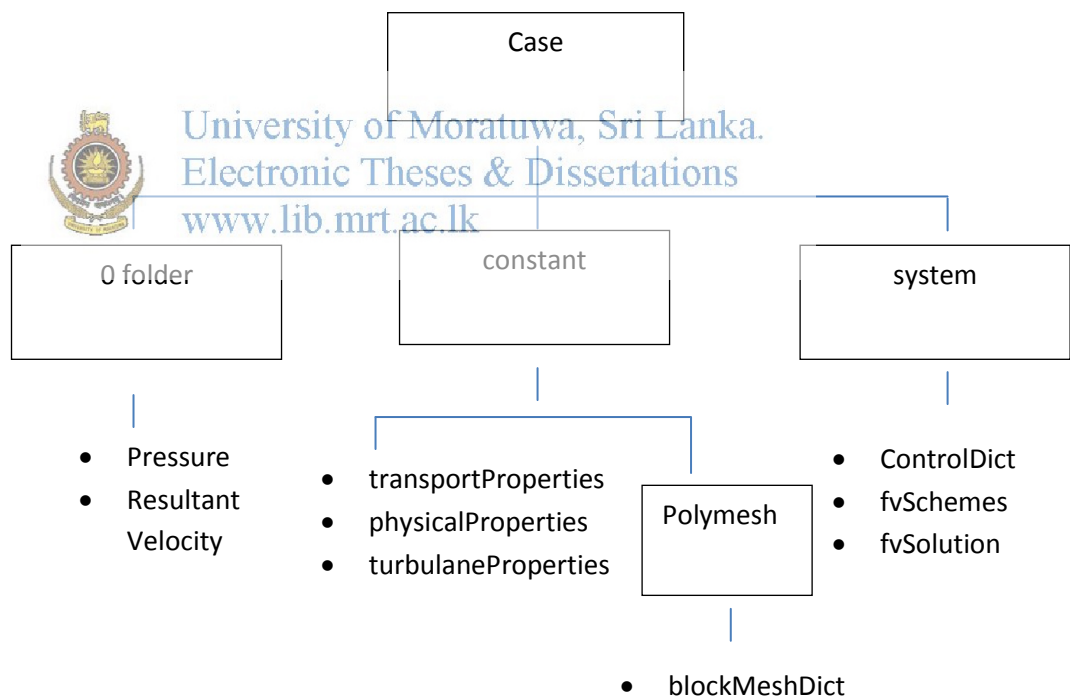 Case
University of Moratuwa, Sri Lanka.
Electronic Theses & Dissertations
www.lib.mrt.ac.lk
0 folder
constant
system
• Pressure
• Resultant
Velocity
• transportProperties
• physicalProperties
• turbulaneProperties
Polymesh
• ControlDict
• fvSchemes
• fvSolution
• blockMeshDict